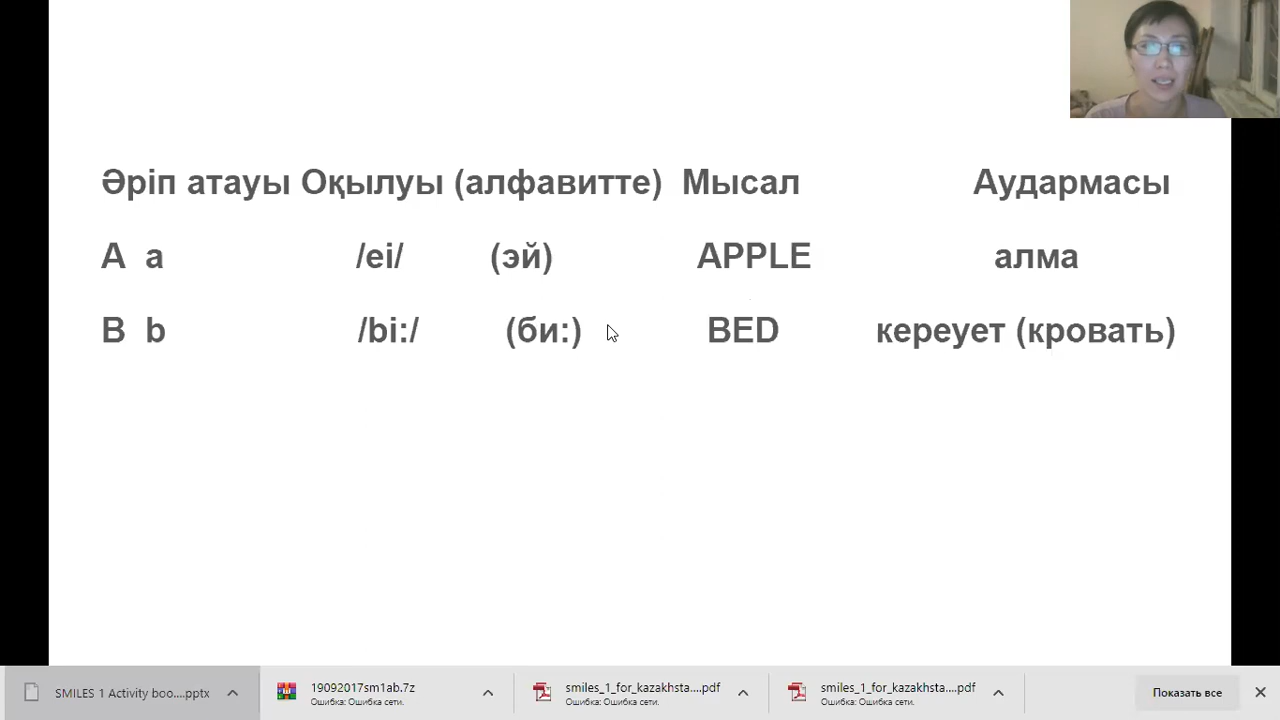 Әріп атауы Оқылуы (алфавитте) Мысал Аудармасы
A a /ei/ (эй) APPLE алма
B b /bi:/ (би:) BED кереует (кровать)
SMILES 1 Activity boo....pptx
19092017sm1ab.7z
Ошибка: Ошибка сети.
smiles_1_for_kazakhsta....pdf
Ошибка: Ошибка сети.
smiles_1_for_kazakhsta....pdf
Ошибка: Ошибка сети.
Показать все